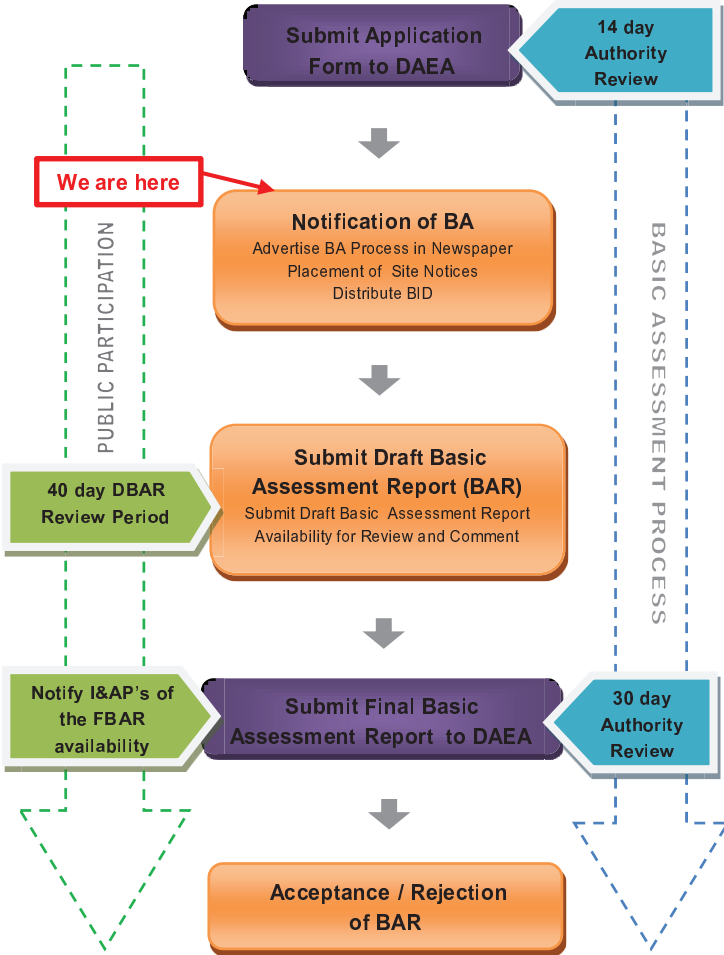 Submit Application
Form to DAEA
14 day
Authority
Review
We are here
Notification of BA
Advertise BA Process in Newspaper
Placement of Site Notices
Distribute BID
PUBLIC PARTICIPATION
BASIC ASSESSMENT PROCESS
40 day DBAR
Review Period
Submit Draft Basic
Assessment Report (BAR)
Submit Draft Basic Assessment Report
Availability for Review and Comment
Notify I&AP’s of
the FBAR
availability
Submit Final Basic
Assessment Report to DAEA
30 day
Authority
Review
Acceptance / Rejection
of BAR